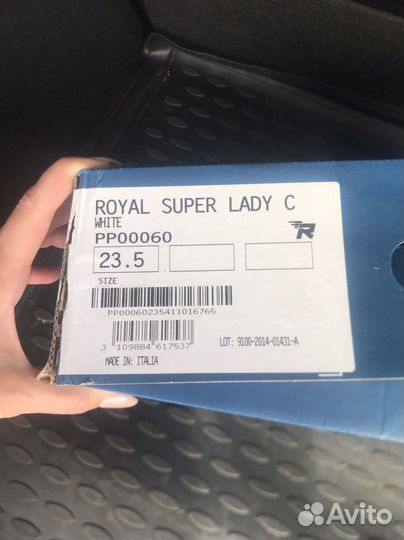 ROYAL SUPER LADY C
WHITE
PP00060
R
23.5
SIZE
PP00060235411016765
3 109884 617537
LOT: 9100-2014-01431-A
MADE IN: ITALIA
Avito